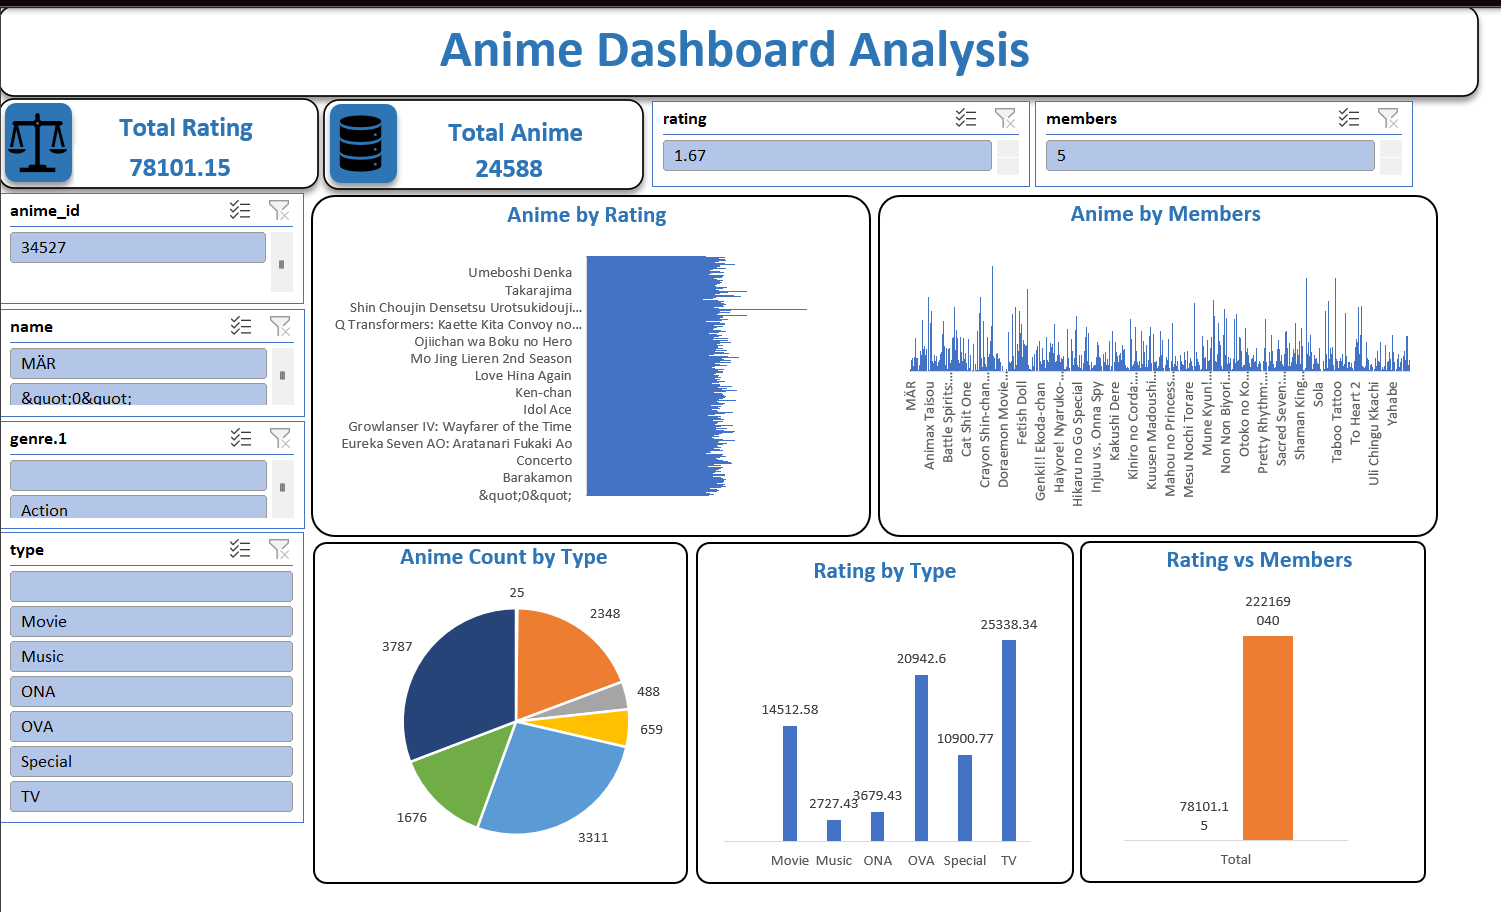 Anime Dashboard Analysis
Total Rating
78101.15
Total Anime
24588
rating
1.67
members
5
anime_id
34527
name
MÄR
&quot;0&quot;
genre.1
Action
type
Movie
Music
ONA
OVA
Special
TV
Anime by Rating
Umeboshi Denka
Takarajima
Shin Choujin Densetsu Urotsukidouji...
Q Transformers: Kaette Kita Convoy no...
Ojiichan wa Boku no Hero
Mo Jing Lieren 2nd Season
Love Hina Again
Ken-chan
Idol Ace
Growlanser IV: Wayfarer of the Time
Eureka Seven AO: Aratanari Fukaki Ao
Concerto
Barakamon
&quot;0&quot;
Anime by Members
MÄR
Animax Taisou
Battle Spirits:...
Cat Shit One
Crayon Shin-chan...
Doraemon Movie...
Fetish Doll
Genki!! Ekoda-chan
Haiyore! Nyaruko-...
Hikaru no Go Special
Injuu vs. Onna Spy
Kakushi Dere
Kiniro no Corda:...
Kuusen Madoushi...
Mahou no Princess...
Mesu Nochi Torare
Mune Kyun!...
Non Non Biyori...
Otoko no Ko...
Pretty Rhythm:...
Sacred Seven:...
Shaman King...
Sola
Taboo Tattoo
To Heart 2
Uli Chingu Kkachi
Yahabe
Anime Count by Type
25
2348
3787
488
659
1676
3311
Rating by Type
25338.34
20942.6
14512.58
10900.77
2727.43
3679.43
Movie Music ONA OVA Special TV
Rating vs Members
222169
040
78101.1
5
Total